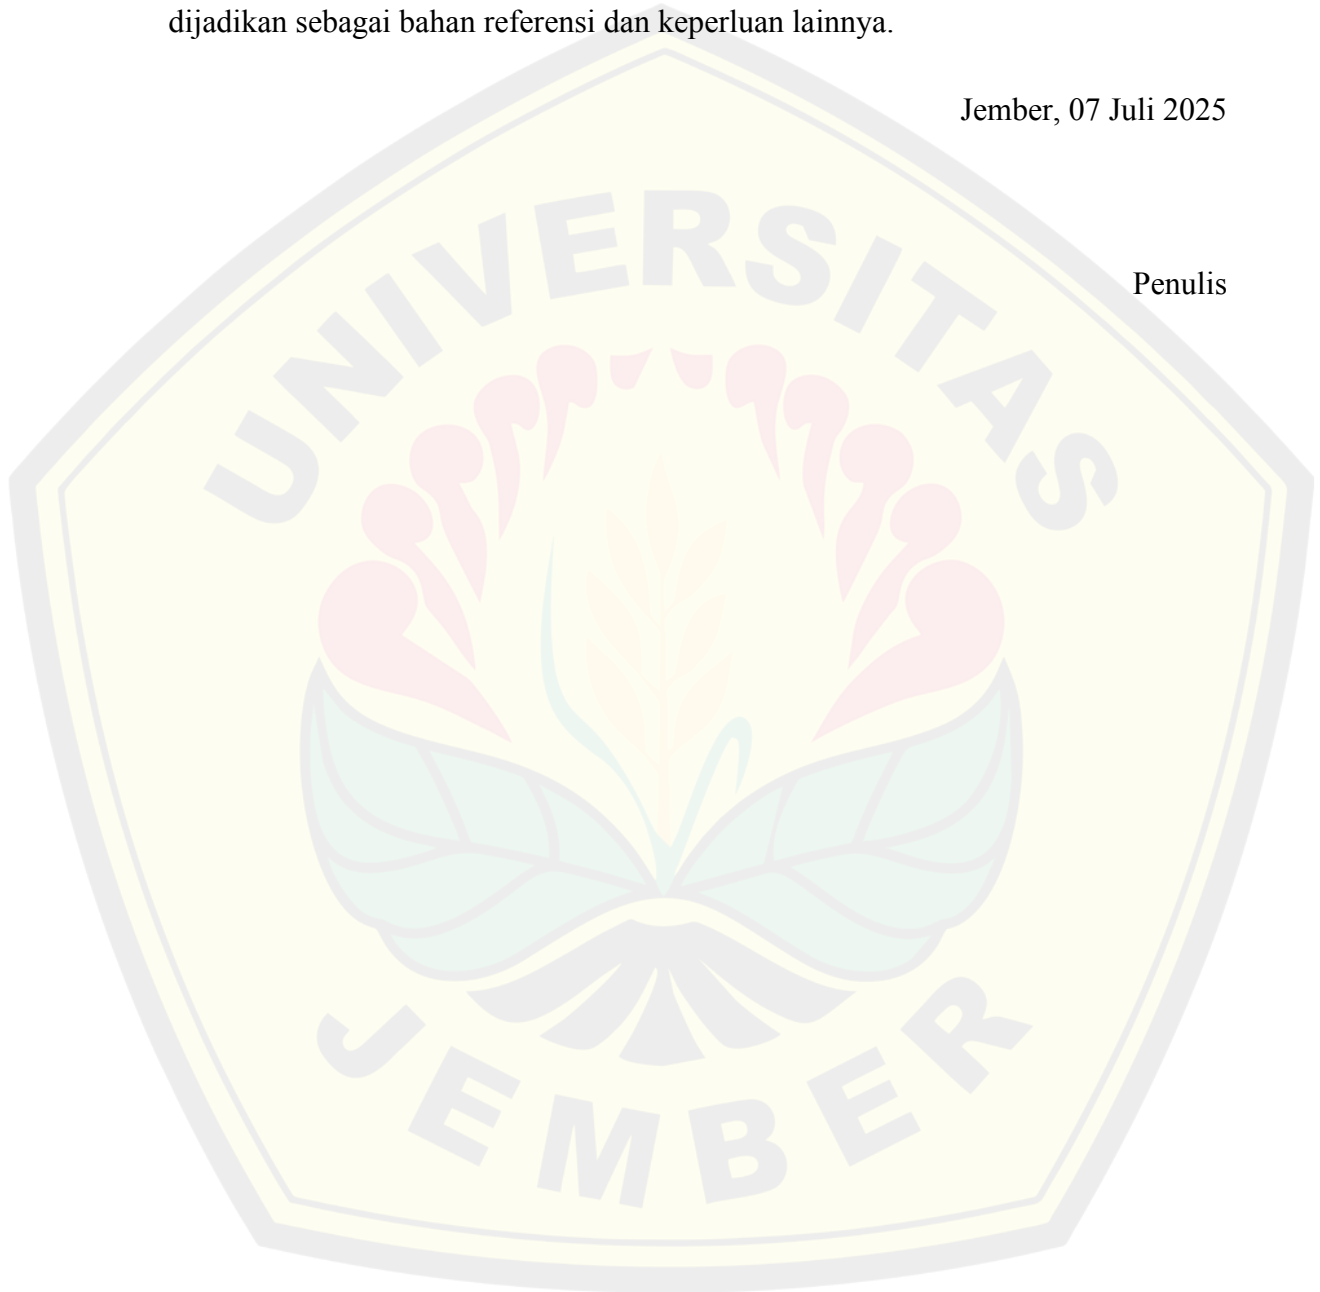 dijadikan sebagai bahan referensi dan keperluan lainnya.
Jember, 07 Juli 2025
Penulis
UNIVERSITAS
JEMBER